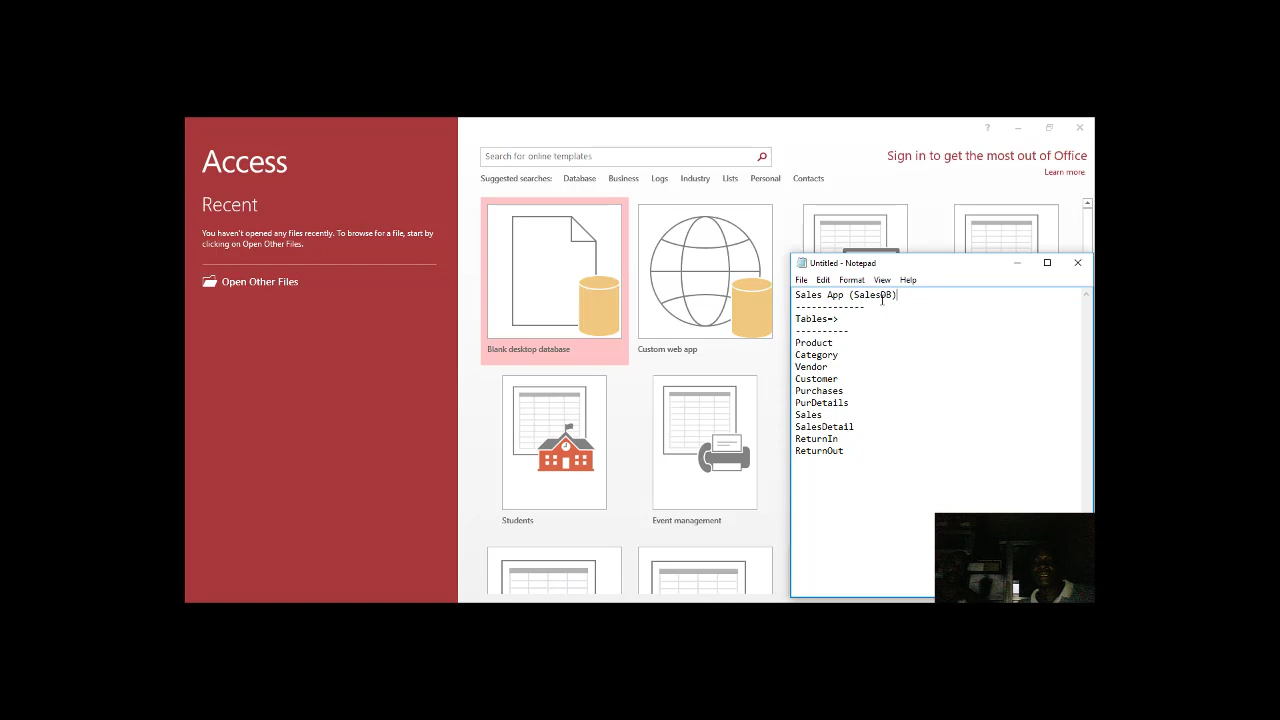 Access
Recent
You haven't opened any files recently. To browse for a file, start by
clicking on Open Other Files.
Open Other Files
?
Search for online templates
Suggested searches: Database Business Logs Industry Lists Personal Contacts
Sign in to get the most out of Office
Learn more
Blank desktop database
Custom web app
Students
Event management
Untitled - Notepad
File Edit Format View Help
Sales App (SalesDB)
-------------
Tables=>
----------
Product
Category
Vendor
Customer
Purchases
PurDetails
Sales
SalesDetail
ReturnIn
ReturnOut